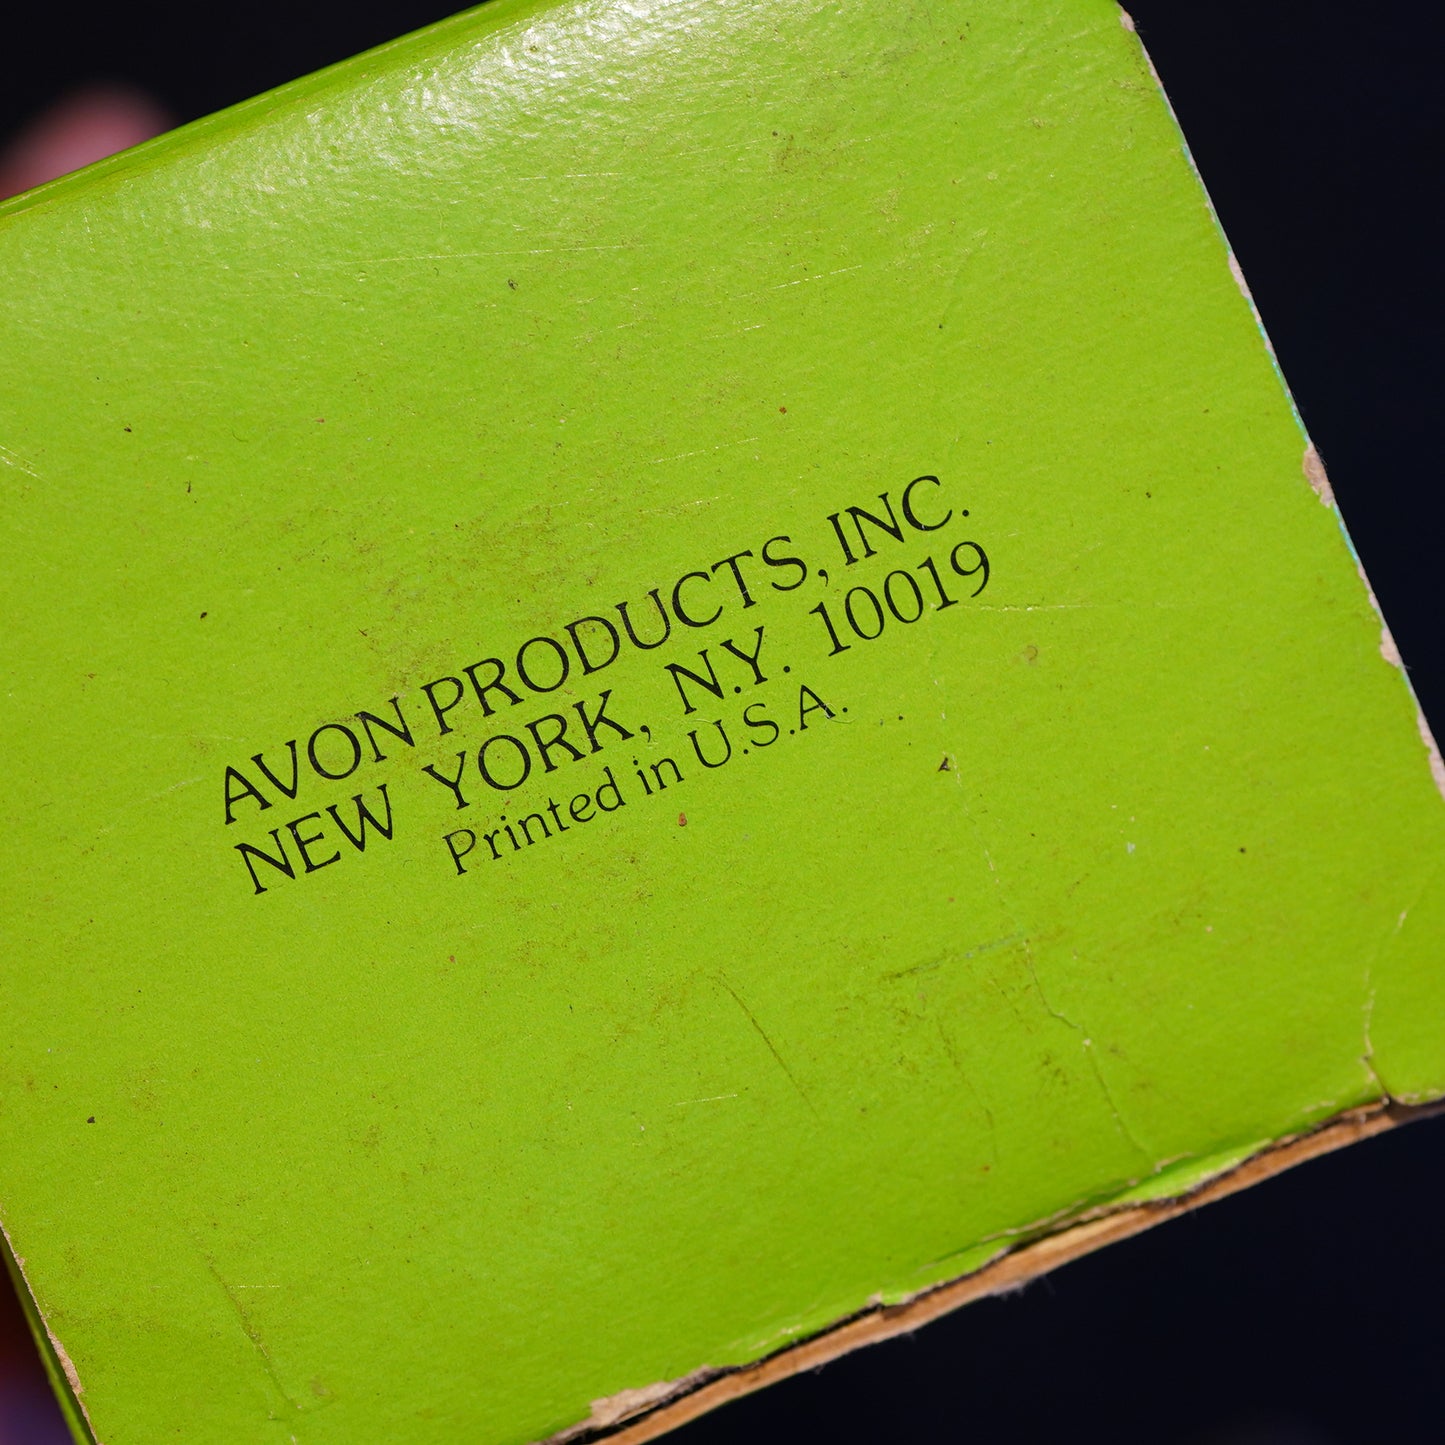 AVON PRODUCTS, INC.
NEW YORK, N.Y. 10019
Printed in U.S.A.